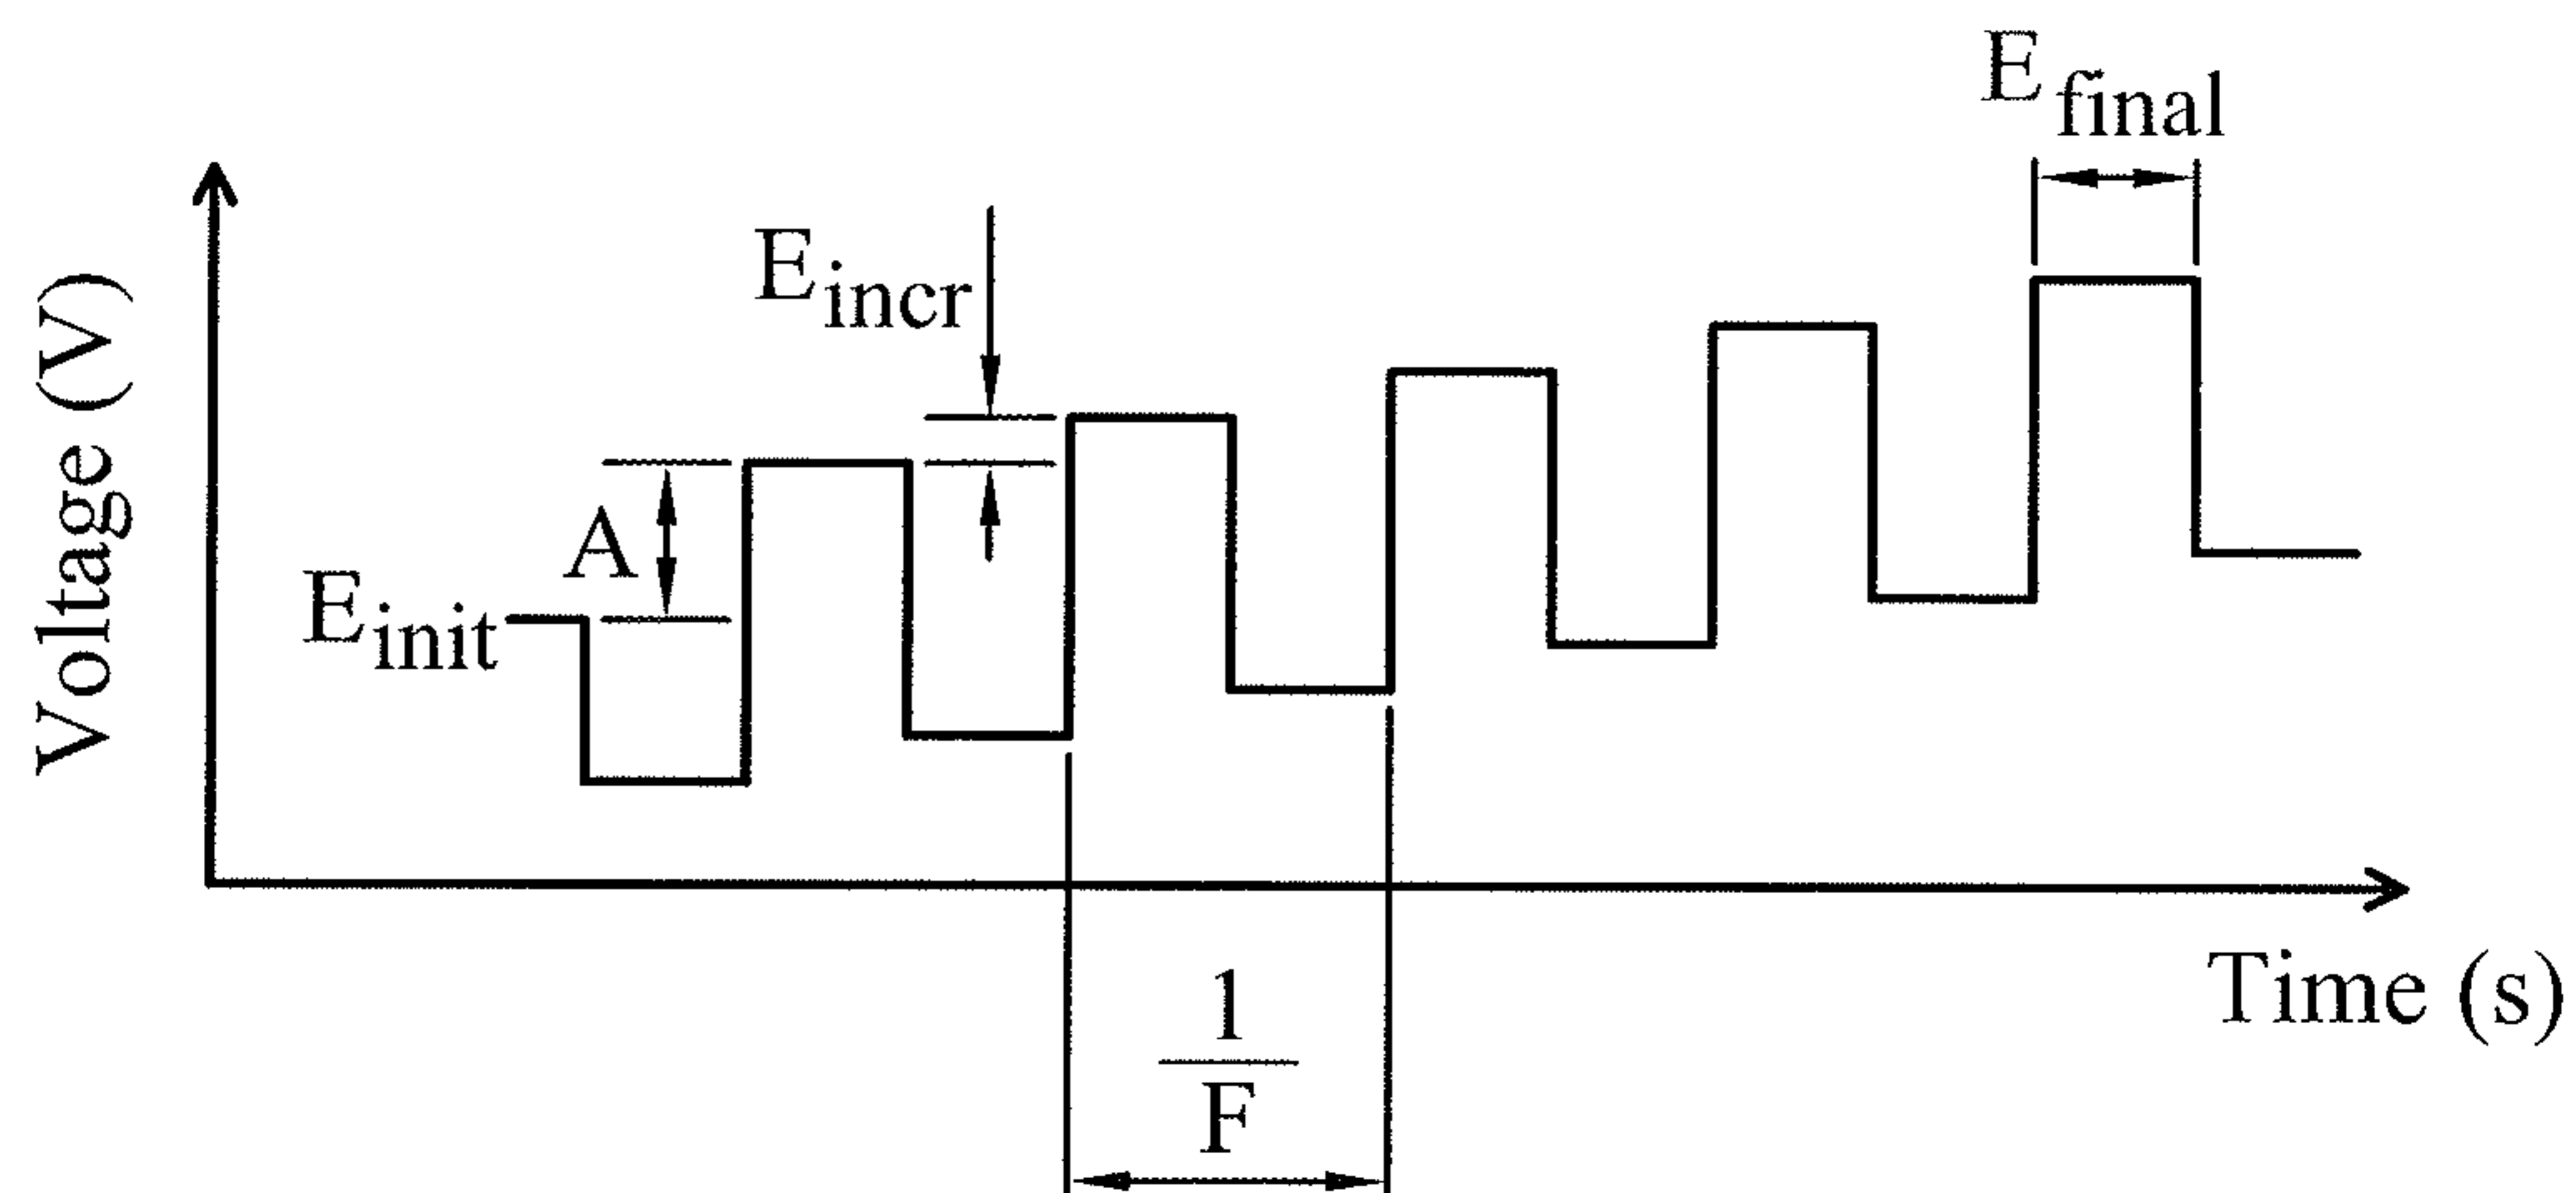 E final
E incr
Voltage (V)
A
E init
Time (s)
1
F